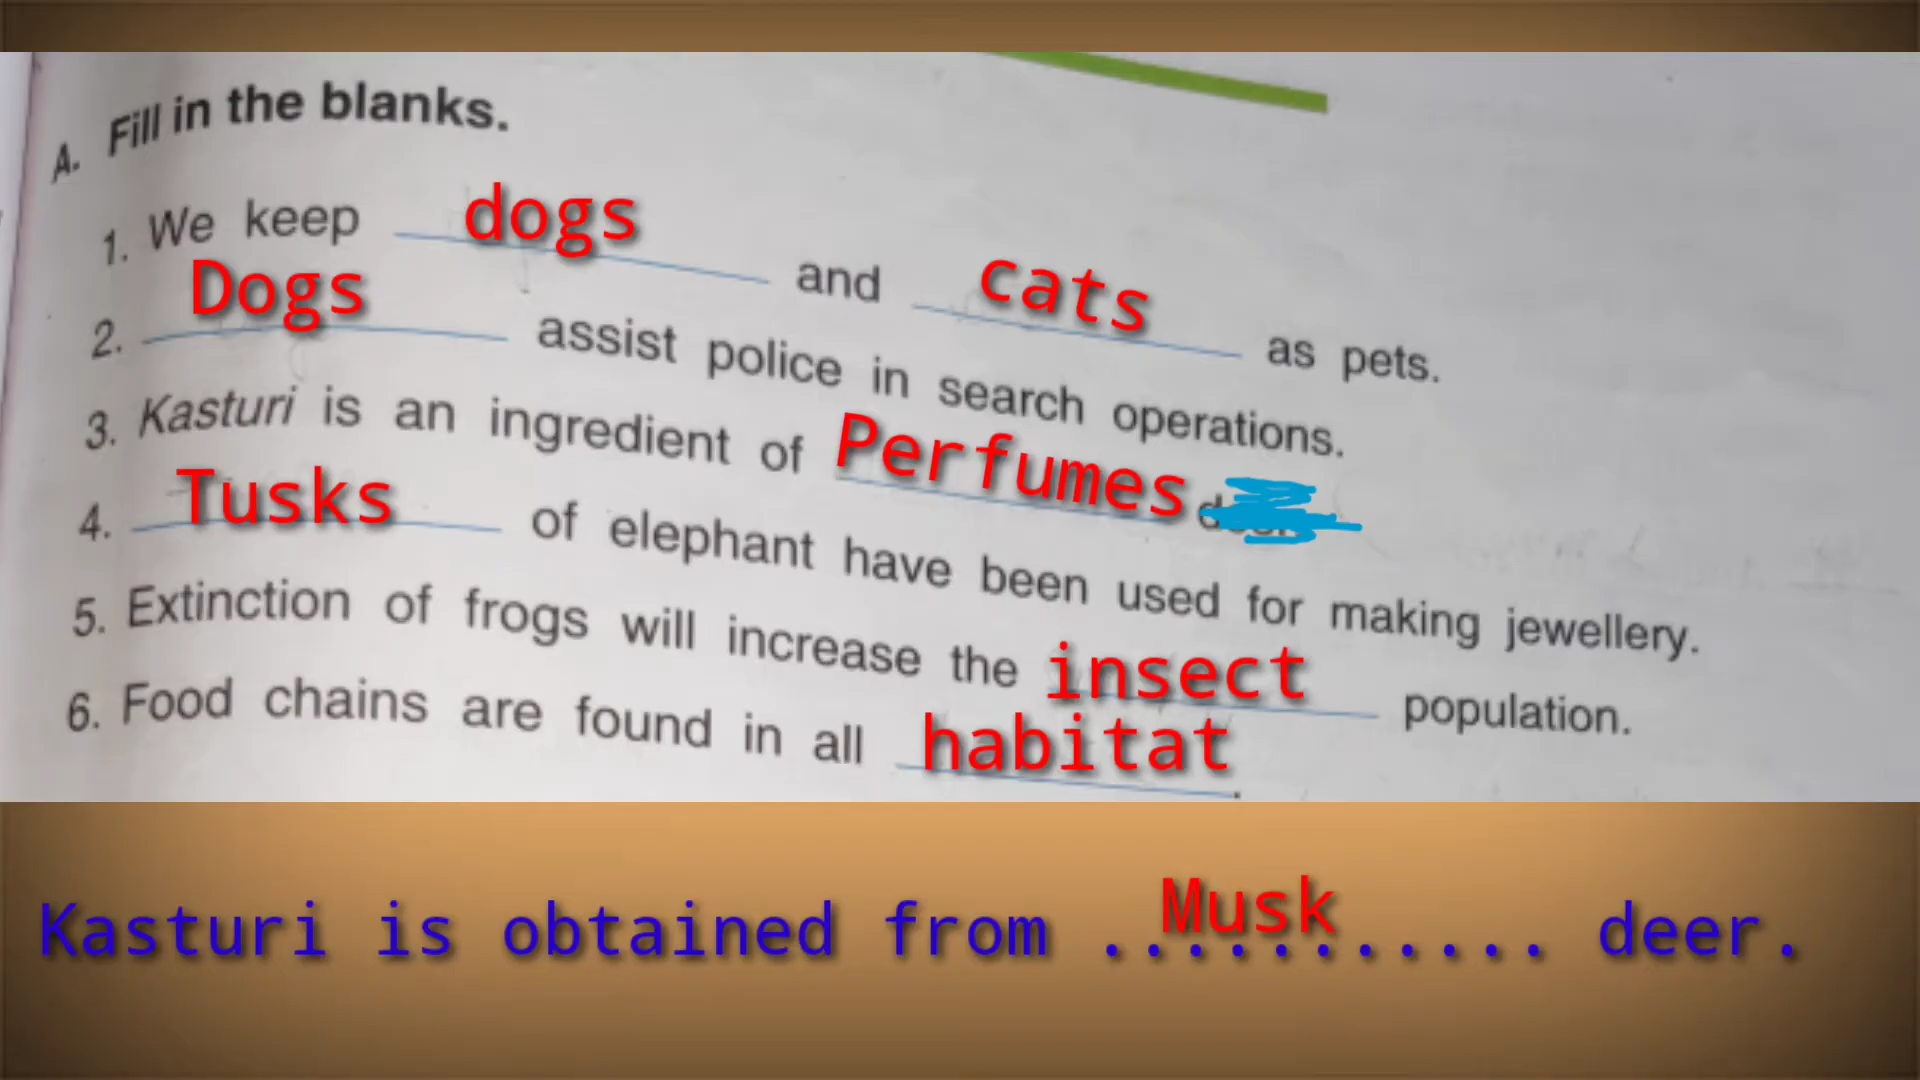 A. Fill in the blanks.
1. We keep dogs and cats as pets.
2. Dogs assist police in search operations.
3. Kasturi is an ingredient of Perfumes
4. Tusks of elephant have been used for making jewellery.
5. Extinction of frogs will increase the insect population.
6. Food chains are found in all habitat.
Kasturi is obtained from ...Musk........ deer.